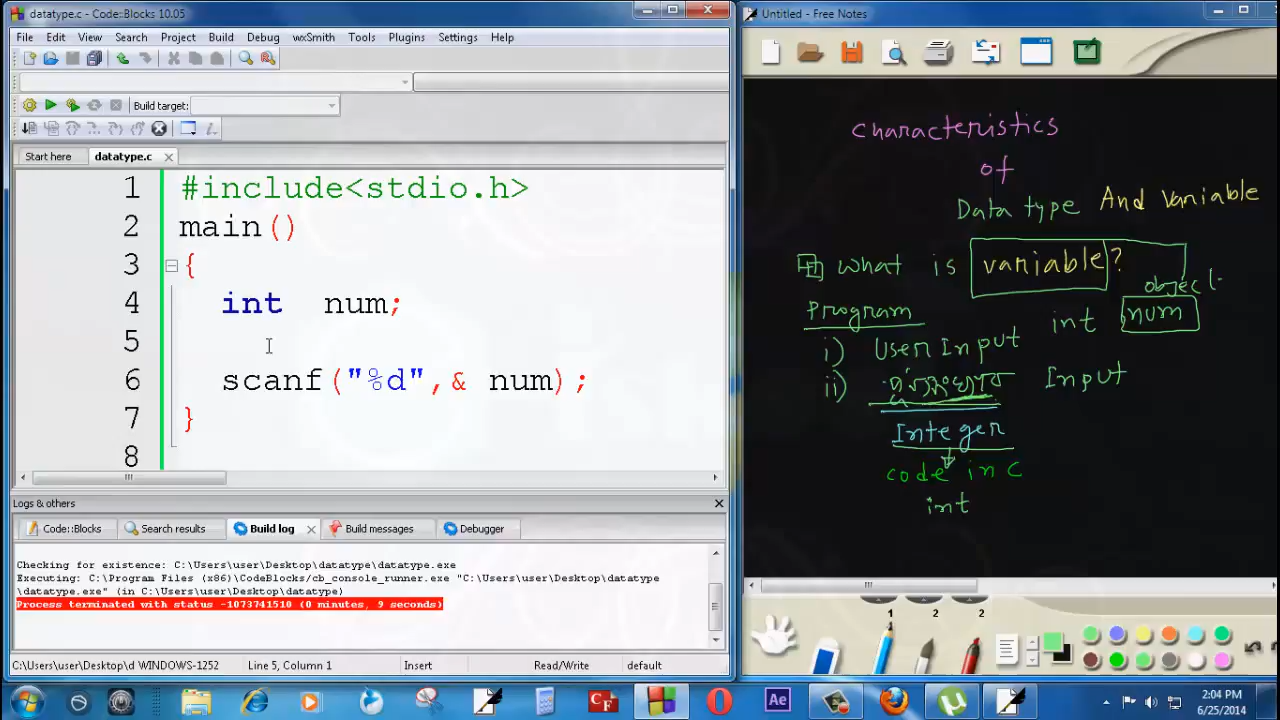 datatype.c - Code::Blocks 10.05
File Edit View Search Project Build Debug wxSmith Tools Plugins Settings Help
Build target:
Start here datatype.c
1 #include<stdio.h>
2 main()
3 {
4 int num;
5
6 scanf("%d",& num);
7 }
8
Logs & others
Code::Blocks Search results Build log Build messages Debugger
Checking for existence: C:\Users\user\Desktop\datatype\datatype.exe
Executing: C:\Program Files (x86)\CodeBlocks/cb_console_runner.exe "C:\Users\user\Desktop\datatype
\datatype.exe" (in C:\Users\user\Desktop\datatype)
Process terminated with status -1073741510 (0 minutes, 9 seconds)
C:\Users\user\Desktop\d WINDOWS-1252 Line 5, Column 1 Insert Read/Write default
Untitled - Free Notes
characteristics
of
Data type And variable
What is variable?
object
Program int num
i) User Input
ii) Input
Integer
code in C
int
1 2 2
CF Ae
2:04 PM
6/25/2014